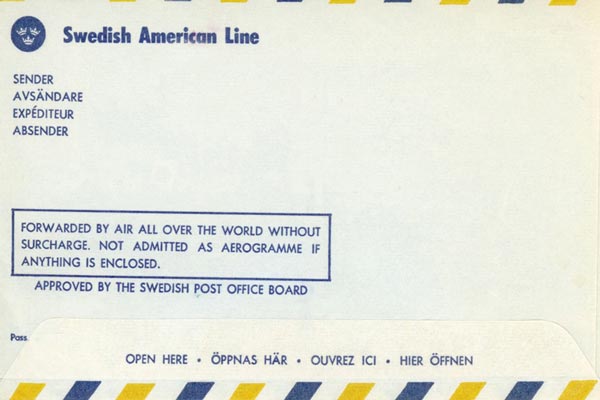 Swedish American Line
SENDER
AVSÄNDARE
EXPÉDITEUR
ABSENDER
FORWARDED BY AIR ALL OVER THE WORLD WITHOUT
SURCHARGE. NOT ADMITTED AS AEROGRAMME IF
ANYTHING IS ENCLOSED.
APPROVED BY THE SWEDISH POST OFFICE BOARD
Pass.
OPEN HERE • ÖPPNAS HÄR • OUVREZ ICI • HIER ÖFFNEN